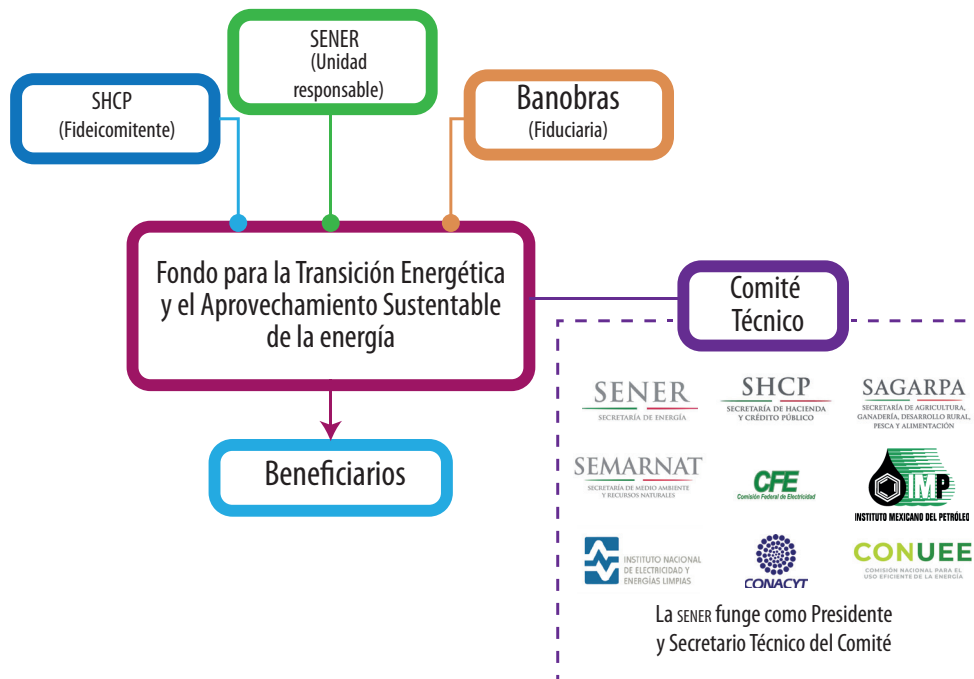 SHCP
(Fideicomitente)
SENER
(Unidad
responsable)
Banobras
(Fiduciaria)
Fondo para la Transición Energética
y el Aprovechamiento Sustentable
de la energía
Beneficiarios
Comité
Técnico
SENER
SECRETARÍA DE ENERGÍA
SHCP
SECRETARÍA DE HACIENDA
Y CRÉDITO PÚBLICO
SAGARPA
SECRETARÍA DE AGRICULTURA,
GANADERÍA, DESARROLLO RURAL,
PESCA Y ALIMENTACIÓN
SEMARNAT
SECRETARÍA DE MEDIO AMBIENTE
Y RECURSOS NATURALES
CFE
Comisión Federal de Electricidad
IMP
INSTITUTO MEXICANO DEL PETRÓLEO
INSTITUTO NACIONAL
DE ELECTRICIDAD Y
ENERGÍAS LIMPIAS
CONACYT
CONUEE
COMISIÓN NACIONAL PARA EL
USO EFICIENTE DE LA ENERGÍA
La SENER funge como Presidente
y Secretario Técnico del Comité